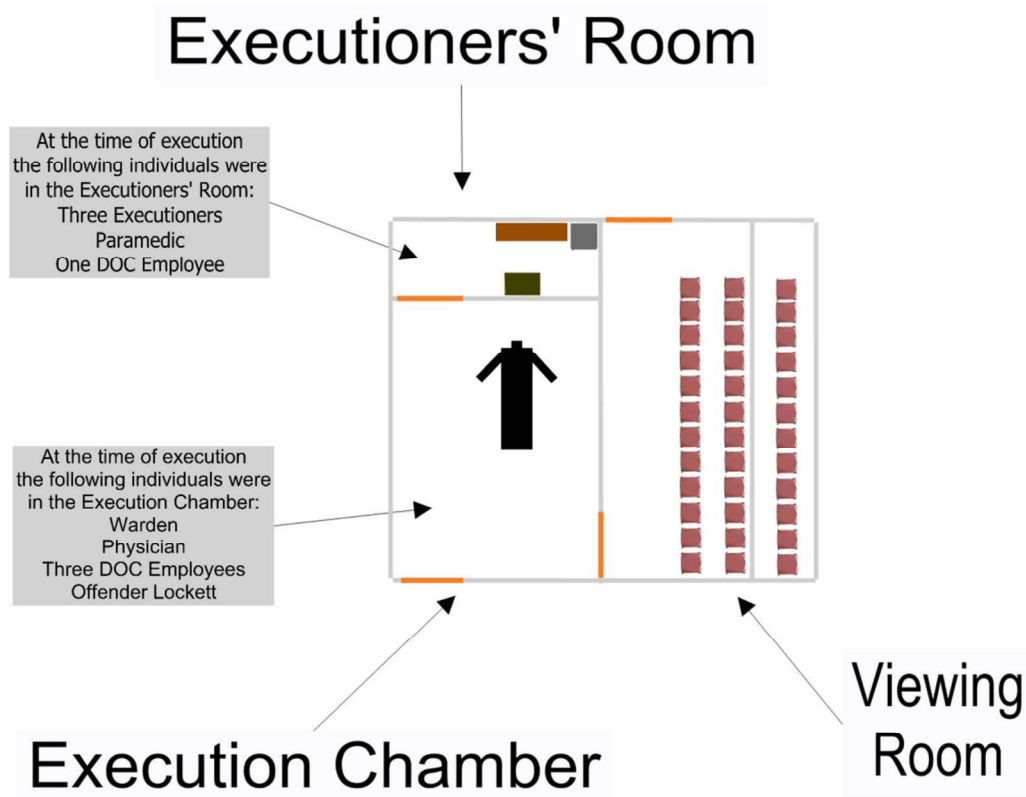 Executioners' Room
At the time of execution
the following individuals were
in the Executioners' Room:
Three Executioners
Paramedic
One DOC Employee
At the time of execution
the following individuals were
in the Execution Chamber:
Warden
Physician
Three DOC Employees
Offender Lockett
Execution Chamber
Viewing
Room